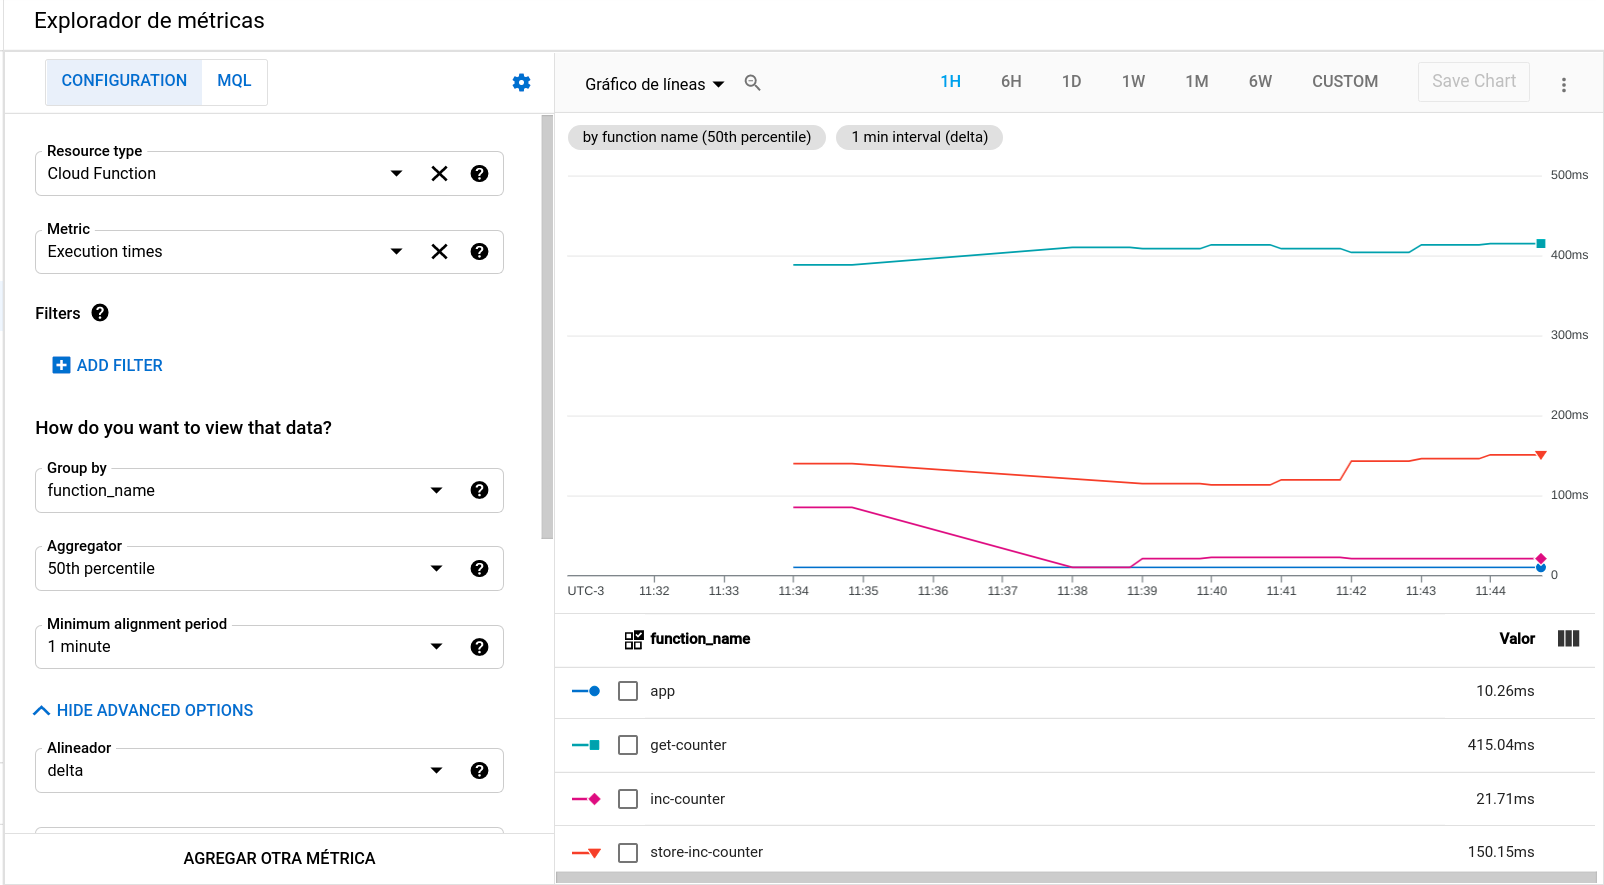 Explorador de métricas
CONFIGURATION
MQL
Resource type
Cloud Function
Metric
Execution times
Filters
ADD FILTER
How do you want to view that data?
Group by
function_name
Aggregator
50th percentile
Minimum alignment period
1 minute
HIDE ADVANCED OPTIONS
Alineador
delta
AGREGAR OTRA MÉTRICA
Gráfico de líneas
1H 6H 1D 1W 1M 6W CUSTOM
Save Chart
by function name (50th percentile)
1 min interval (delta)
500ms
400ms
300ms
200ms
100ms
0
UTC-3 11:32 11:33 11:34 11:35 11:36 11:37 11:38 11:39 11:40 11:41 11:42 11:43 11:44
function_name Valor
app 10.26ms
get-counter 415.04ms
inc-counter 21.71ms
store-inc-counter 150.15ms